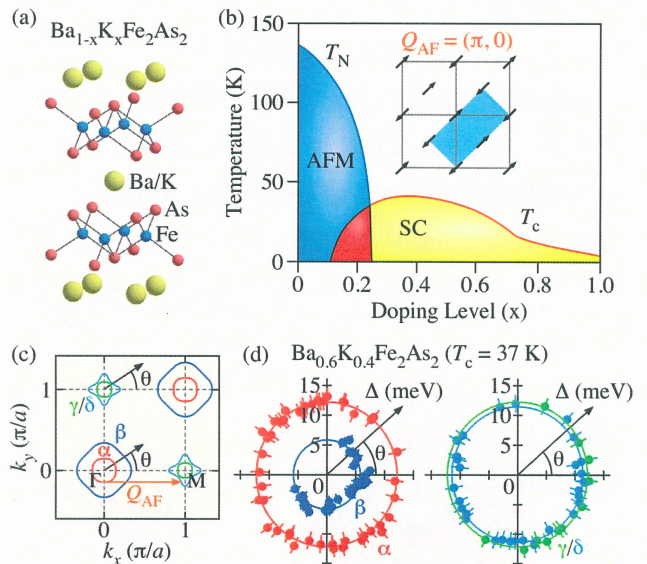 (a)
Ba1-xKxFe2As2
Ba/K
As
Fe
(b)
Temperature (K)
150
100
50
0
QAF = (π, 0)
TN
AFM
SC
Tc
0 0.2 0.4 0.6 0.8 1.0
Doping Level (x)
(c)
ky (π/a)
1
0
θ
γ/δ
β
α
θ
Γ
M
QAF
0 1
kx (π/a)
(d) Ba0.6K0.4Fe2As2 (Tc = 37 K)
15
10
5
0
Δ (meV)
θ
β
α
15
10
5
0
Δ (meV)
θ
γ/δ